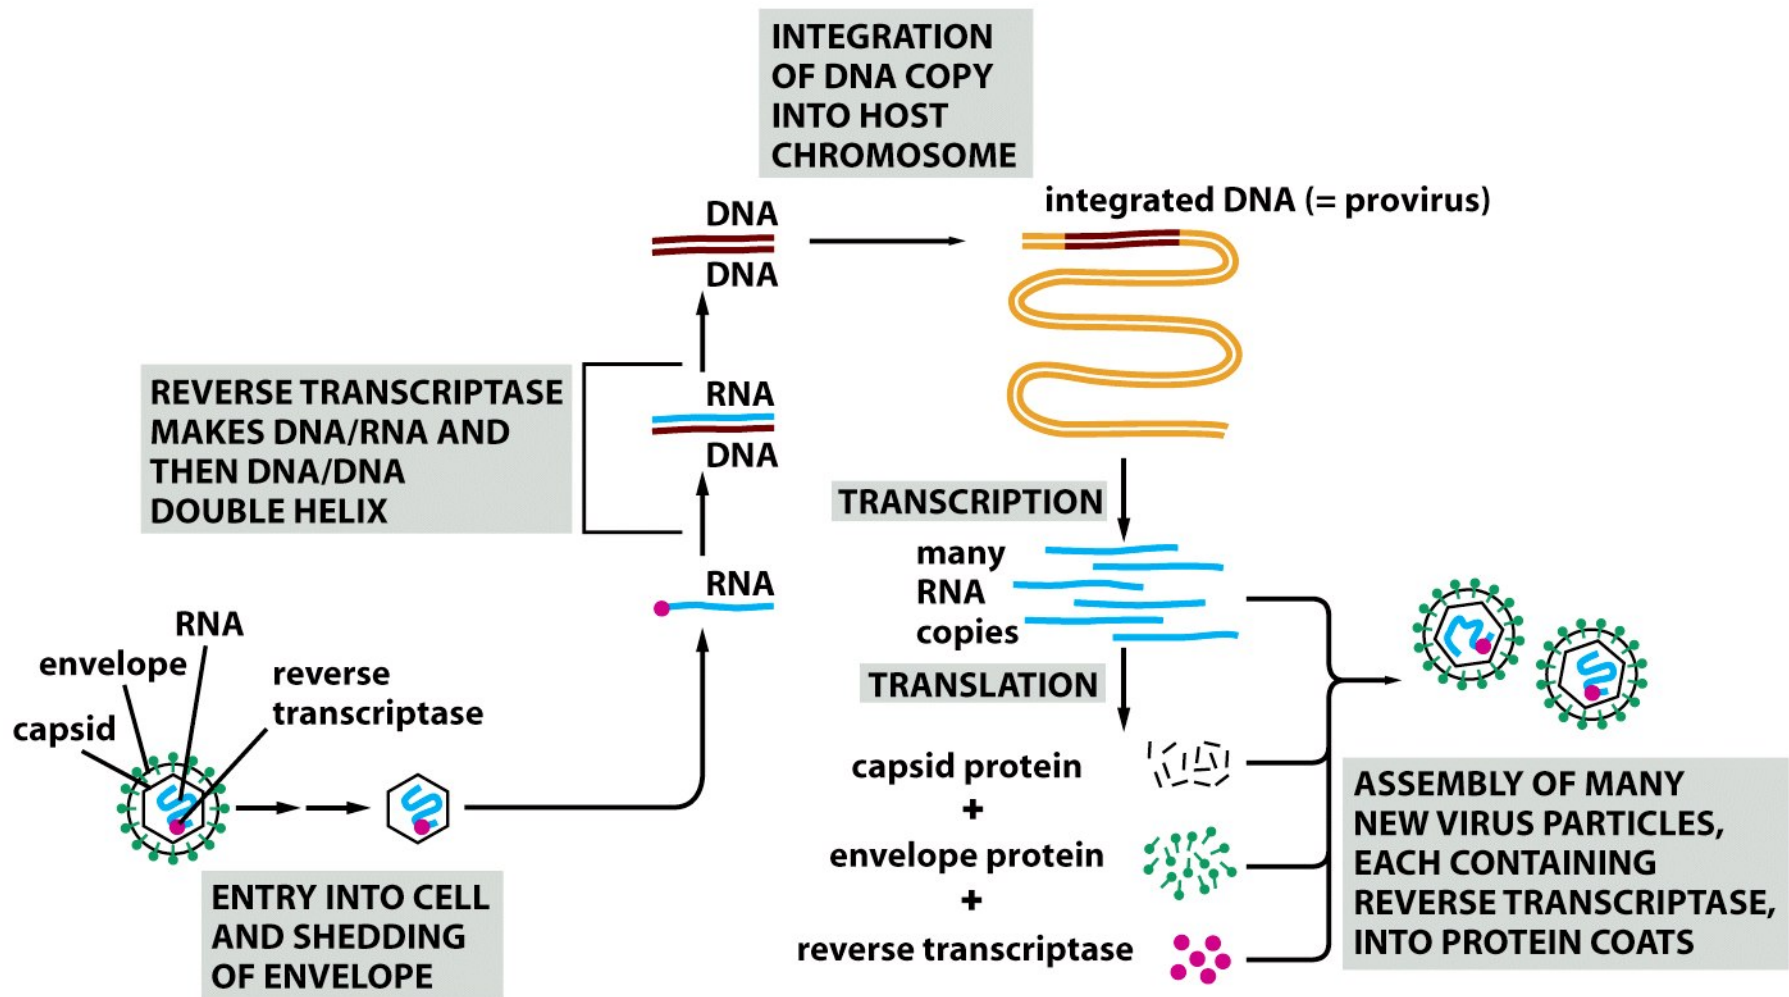 INTEGRATION
OF DNA COPY
INTO HOST
CHROMOSOME
integrated DNA (= provirus)
DNA
DNA
REVERSE TRANSCRIPTASE
MAKES DNA/RNA AND
THEN DNA/DNA
DOUBLE HELIX
RNA
DNA
RNA
RNA
envelope
capsid
reverse
transcriptase
ENTRY INTO CELL
AND SHEDDING
OF ENVELOPE
TRANSCRIPTION
many
RNA
copies
TRANSLATION
capsid protein
+
envelope protein
+
reverse transcriptase
ASSEMBLY OF MANY
NEW VIRUS PARTICLES,
EACH CONTAINING
REVERSE TRANSCRIPTASE,
INTO PROTEIN COATS